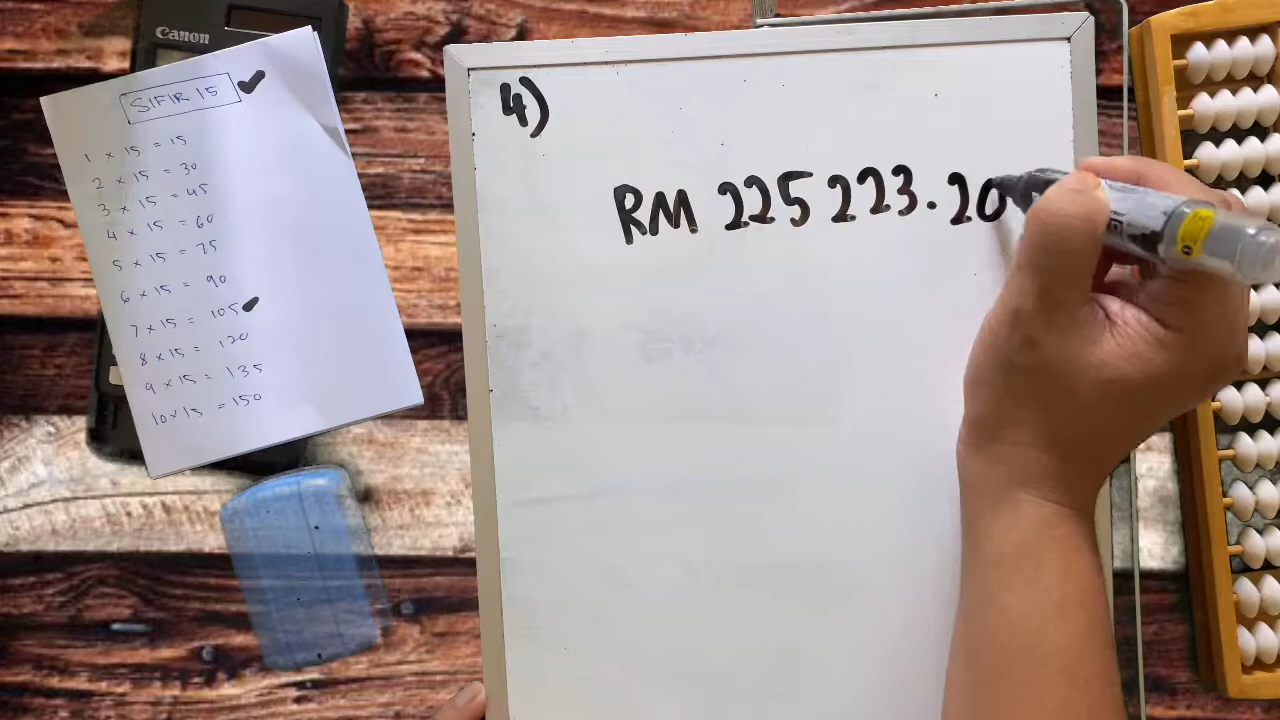 Canon
SIFIR 15
1 × 15 = 15
2 × 15 = 30
3 × 15 = 45
4 × 15 = 60
5 × 15 = 75
6 × 15 = 90
7 × 15 = 105
8 × 15 = 120
9 × 15 = 135
10 × 15 = 150
4)
RM 225 223.20